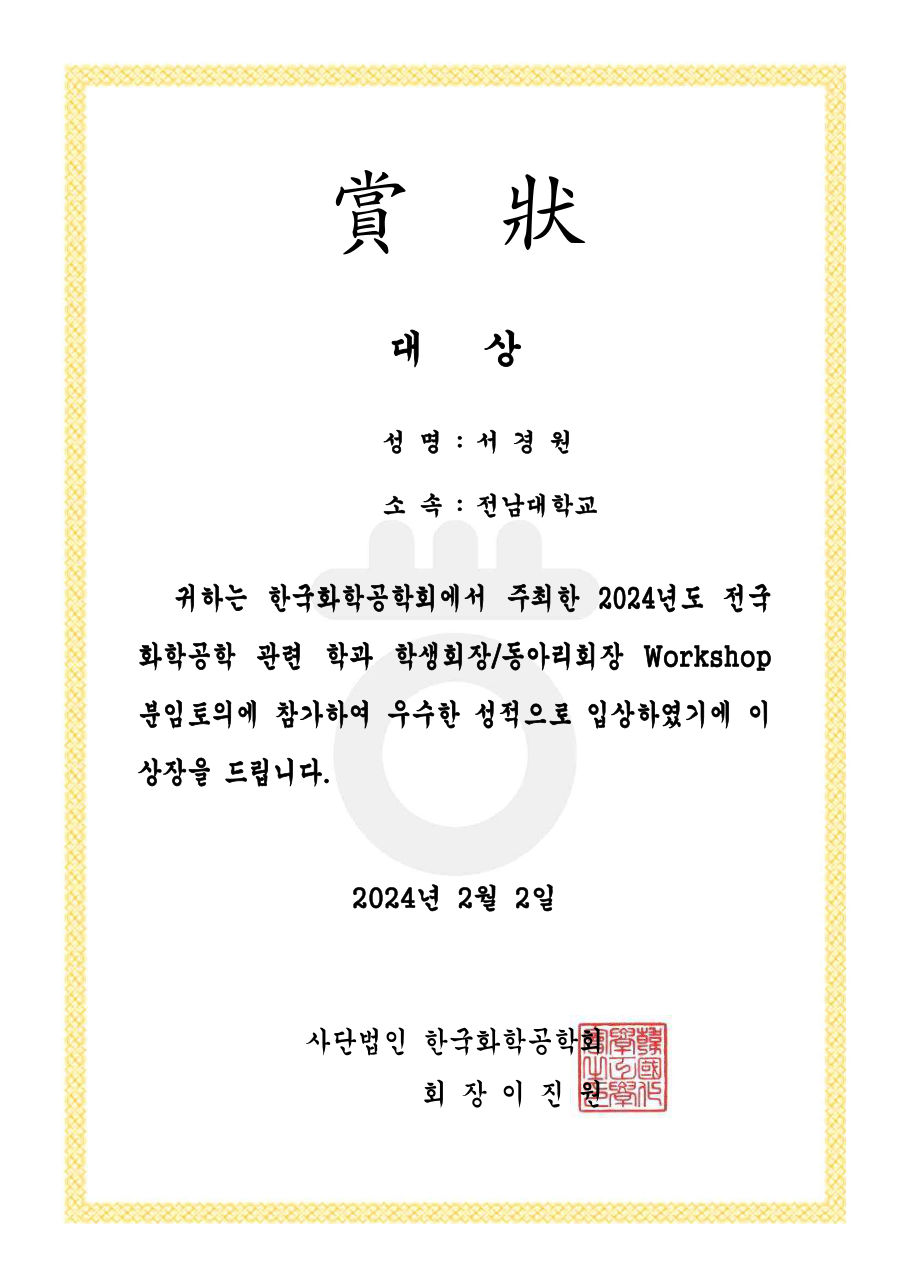 賞 狀
대 상
성 명 : 서 경 원
소 속 : 전남대학교
귀하는 한국화학공학회에서 주최한 2024년도 전국
화학공학 관련 학과 학생회장/동아리회장 Workshop
분임토의에 참가하여 우수한 성적으로 입상하였기에 이
상장을 드립니다.
2024년 2월 2일
사단법인 한국화학공학회
회 장 이 진 원